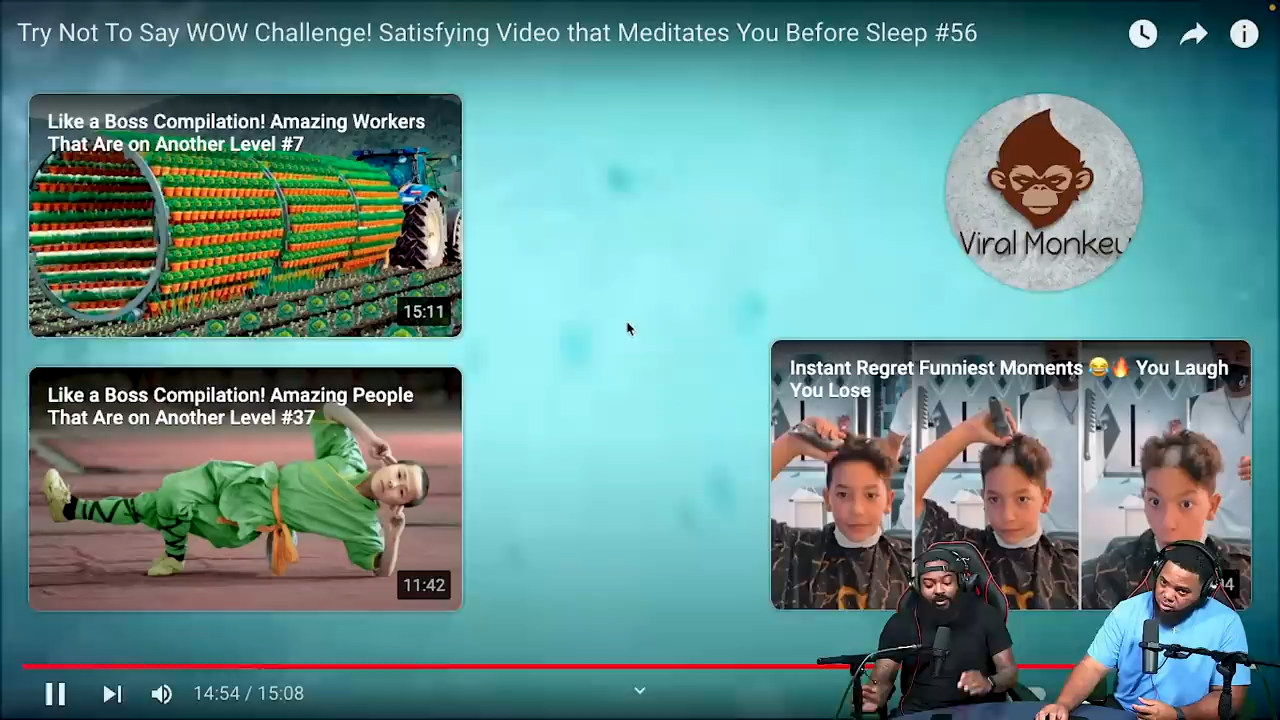 Try Not To Say WOW Challenge! Satisfying Video that Meditates You Before Sleep #56
Like a Boss Compilation! Amazing Workers
That Are on Another Level #7
15:11
Viral Monkey
Like a Boss Compilation! Amazing People
That Are on Another Level #37
11:42
Instant Regret Funniest Moments 😂🔥 You Laugh
You Lose
14:54 / 15:08